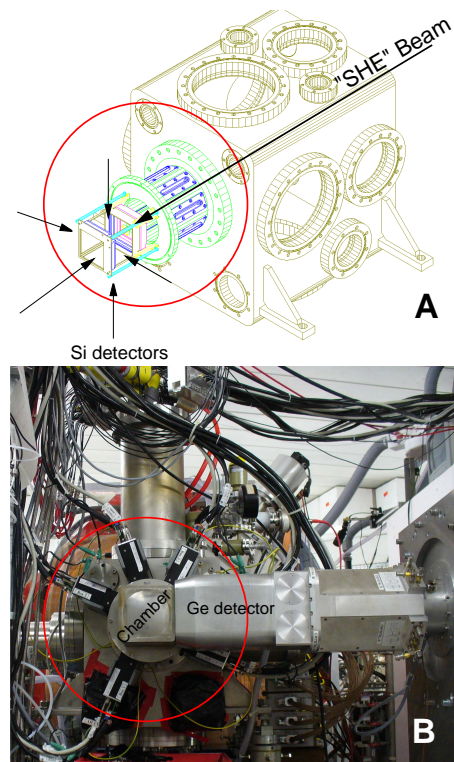 "SHE" Beam
A
Si detectors
Chamber
Ge detector
B